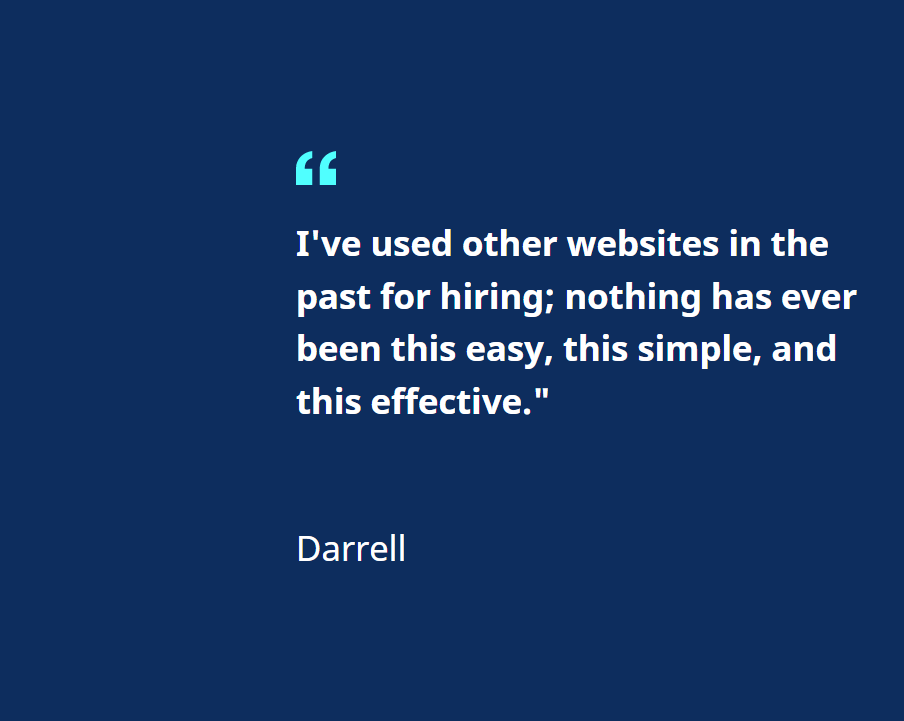 “
I've used other websites in the
past for hiring; nothing has ever
been this easy, this simple, and
this effective."
Darrell